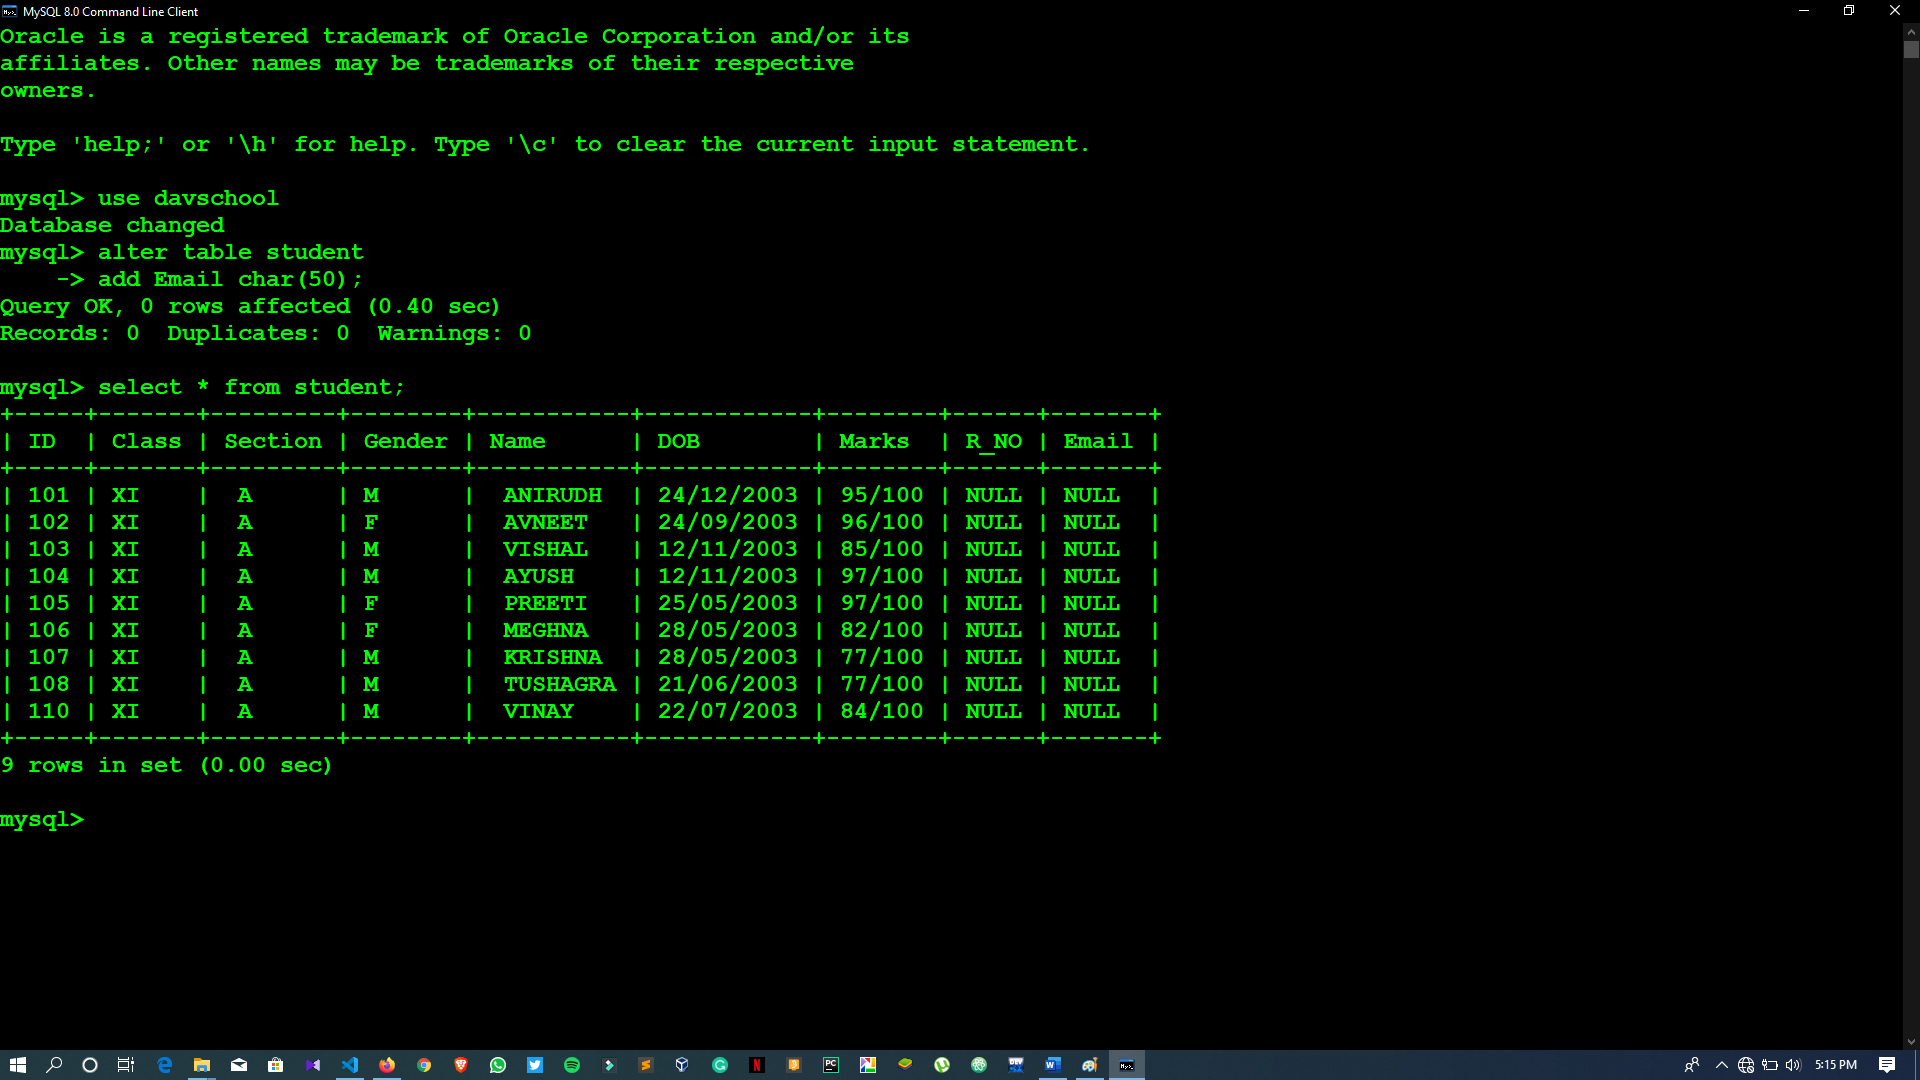 MySQL 8.0 Command Line Client
Oracle is a registered trademark of Oracle Corporation and/or its
affiliates. Other names may be trademarks of their respective
owners.
Type 'help;' or '\h' for help. Type '\c' to clear the current input statement.
mysql> use davschool
Database changed
mysql> alter table student
    -> add Email char(50);
Query OK, 0 rows affected (0.40 sec)
Records: 0  Duplicates: 0  Warnings: 0
mysql> select * from student;
+-----+-------+---------+--------+-----------+------------+--------+------+-------+
| ID  | Class | Section | Gender | Name      | DOB        | Marks  | R_NO | Email |
+-----+-------+---------+--------+-----------+------------+--------+------+-------+
| 101 | XI    |  A      | M      |  ANIRUDH  | 24/12/2003 | 95/100 | NULL | NULL  |
| 102 | XI    |  A      | F      |  AVNEET   | 24/09/2003 | 96/100 | NULL | NULL  |
| 103 | XI    |  A      | M      |  VISHAL   | 12/11/2003 | 85/100 | NULL | NULL  |
| 104 | XI    |  A      | M      |  AYUSH    | 12/11/2003 | 97/100 | NULL | NULL  |
| 105 | XI    |  A      | F      |  PREETI   | 25/05/2003 | 97/100 | NULL | NULL  |
| 106 | XI    |  A      | F      |  MEGHNA   | 28/05/2003 | 82/100 | NULL | NULL  |
| 107 | XI    |  A      | M      |  KRISHNA  | 28/05/2003 | 77/100 | NULL | NULL  |
| 108 | XI    |  A      | M      |  TUSHAGRA | 21/06/2003 | 77/100 | NULL | NULL  |
| 110 | XI    |  A      | M      |  VINAY    | 22/07/2003 | 84/100 | NULL | NULL  |
+-----+-------+---------+--------+-----------+------------+--------+------+-------+
9 rows in set (0.00 sec)
mysql>
5:15 PM